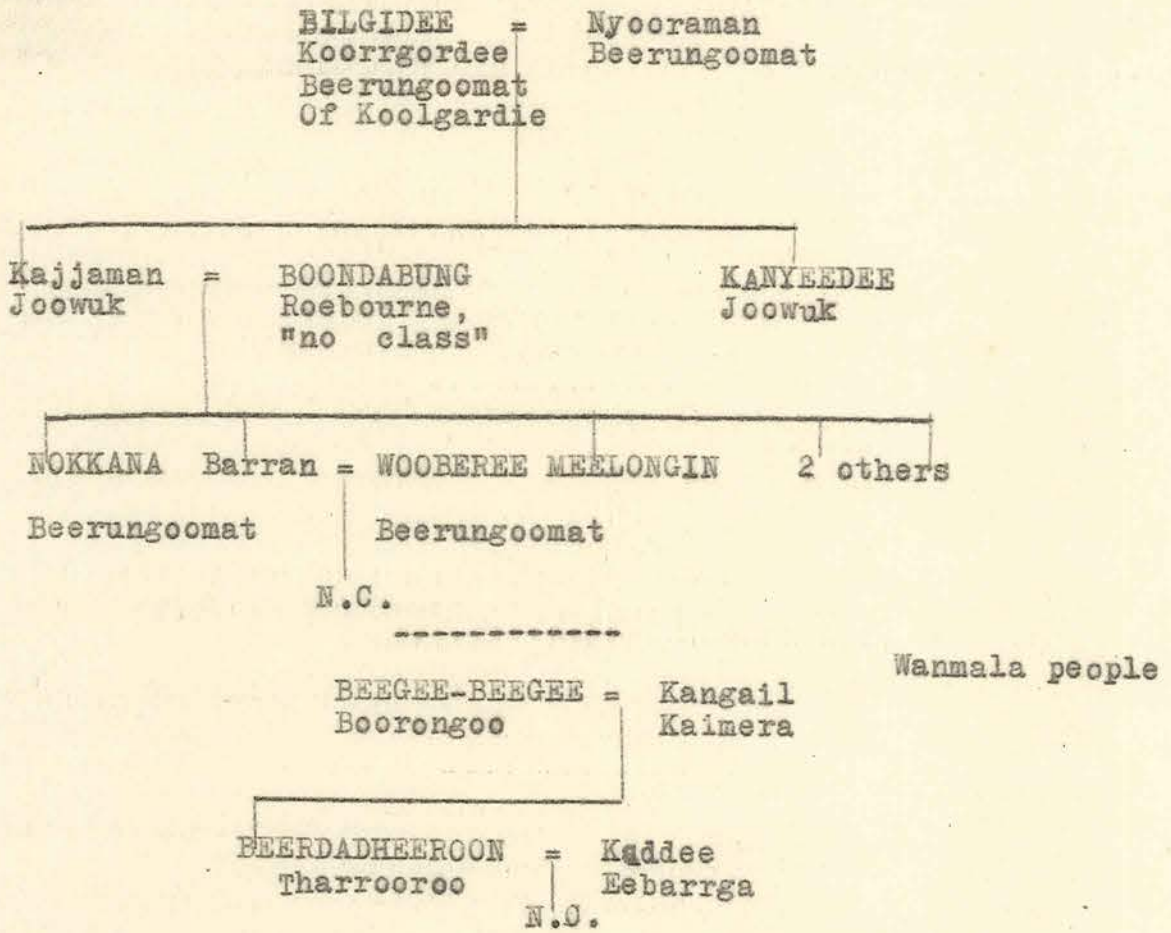 BILGIDEE = Nyooraman
Koorrgordee Beerungoomat
Beerungoomat
Of Koolgardie
Kajjaman = BOONDABUNG KANYEEDEE
Joowuk Roebourne, Joowuk
"no class"
NOKKANA Barran = WOOBEREE MEELONGIN 2 others
Beerungoomat Beerungoomat
N.C.
------------
Wanmala people
BEEGEE-BEEGEE = Kangail
Boorongoo Kaimera
BEERDADHEEROON = Kaddee
Tharrooroo Eebarrga
N.C.